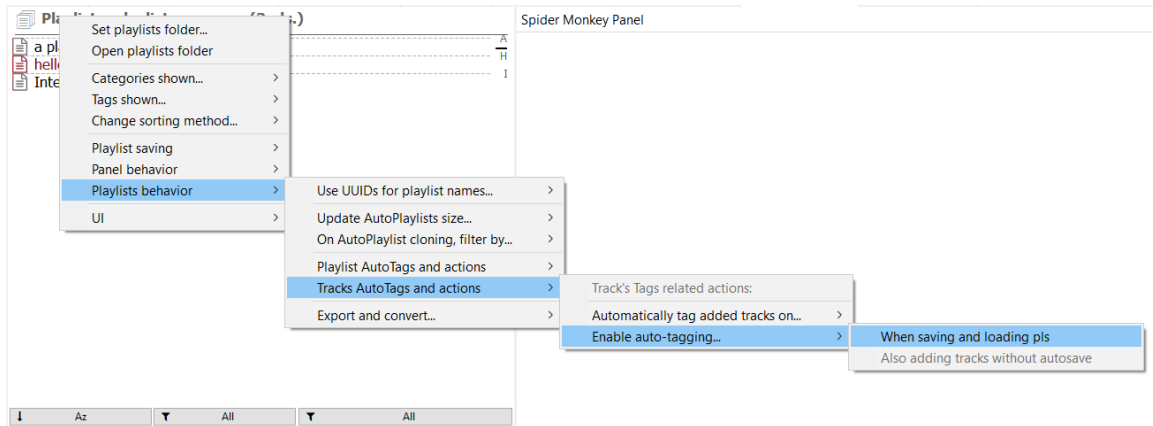 Spider Monkey Panel
Set playlists folder...
Open playlists folder
Categories shown...
Tags shown...
Change sorting method...
Playlist saving
Panel behavior
Playlists behavior
UI
a pl
hell
Inte
A
H
I
Use UUIDs for playlist names...
Update AutoPlaylists size...
On AutoPlaylist cloning, filter by...
Playlist AutoTags and actions
Tracks AutoTags and actions
Export and convert...
Track's Tags related actions:
Automatically tag added tracks on...
Enable auto-tagging...
When saving and loading pls
Also adding tracks without autosave
Az
All
All